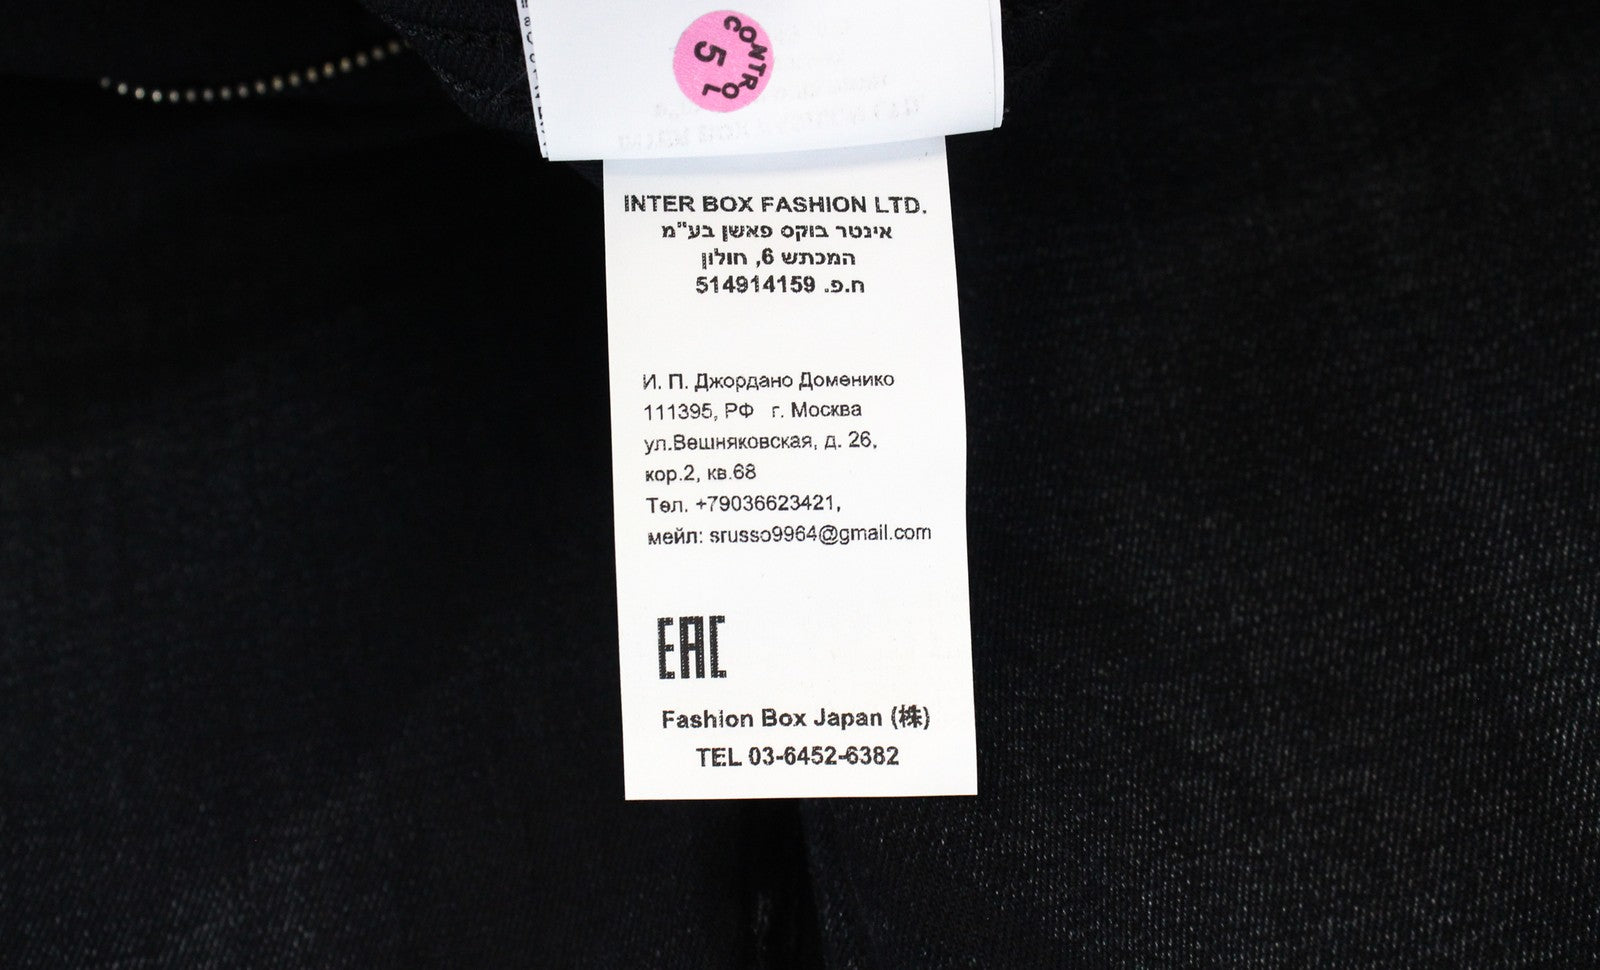 CONTROL
5
INTER BOX FASHION LTD.
אינטר בוקס פאשן בע"מ
המכתש 6, חולון
ח.פ. 514914159
И. П. Джордано Доменико
111395, РФ г. Москва
ул.Вешняковская, д. 26,
кор.2, кв.68
Тел. +79036623421,
мейл: srusso9964@gmail.com
EAC
Fashion Box Japan (株)
TEL 03-6452-6382